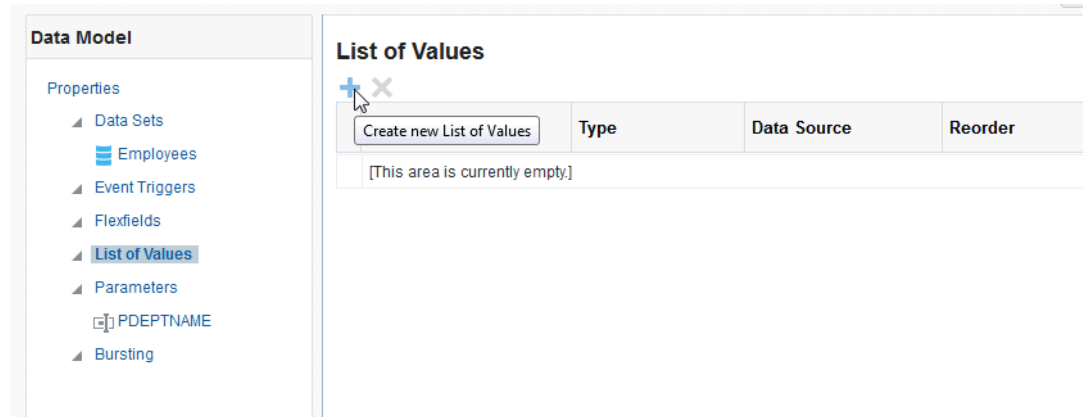 Data Model
Properties
Data Sets
Employees
Event Triggers
Flexfields
List of Values
Parameters
PDEPTNAME
Bursting
List of Values
Create new List of Values
Type
Data Source
Reorder
[This area is currently empty.]